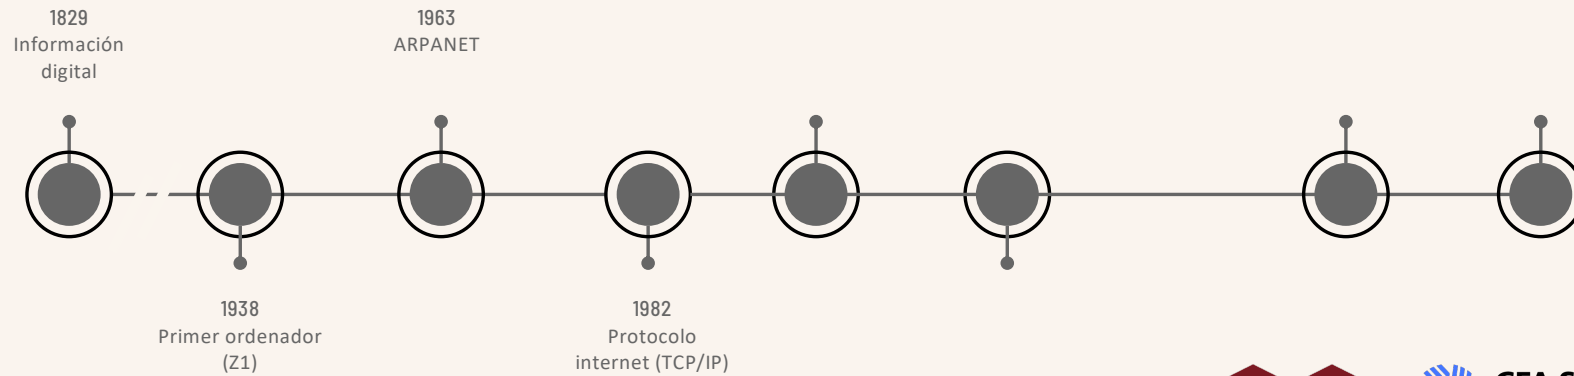 1829
Información
digital
1963
ARPANET
1938
Primer ordenador
(Z1)
1982
Protocolo
internet (TCP/IP)